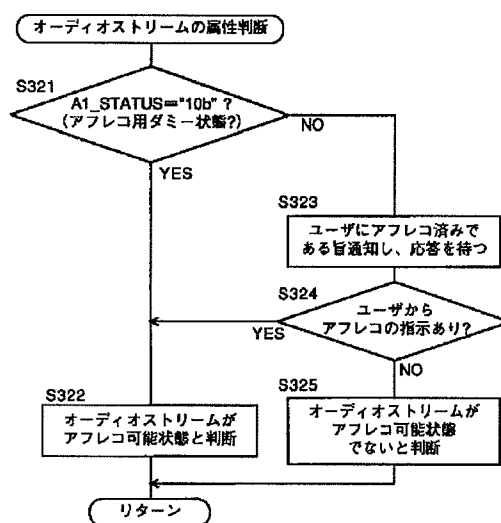 オーディオストリームの属性判断
S321
A1_STATUS="10b" ?
(アフレコ用ダミー状態?)
NO
YES
S323
ユーザにアフレコ済みで
ある旨通知し、応答を待つ
S324
ユーザから
アフレコの指示あり?
YES
NO
S322
オーディオストリームが
アフレコ可能状態と判断
S325
オーディオストリームが
アフレコ可能状態
でないと判断
リターン